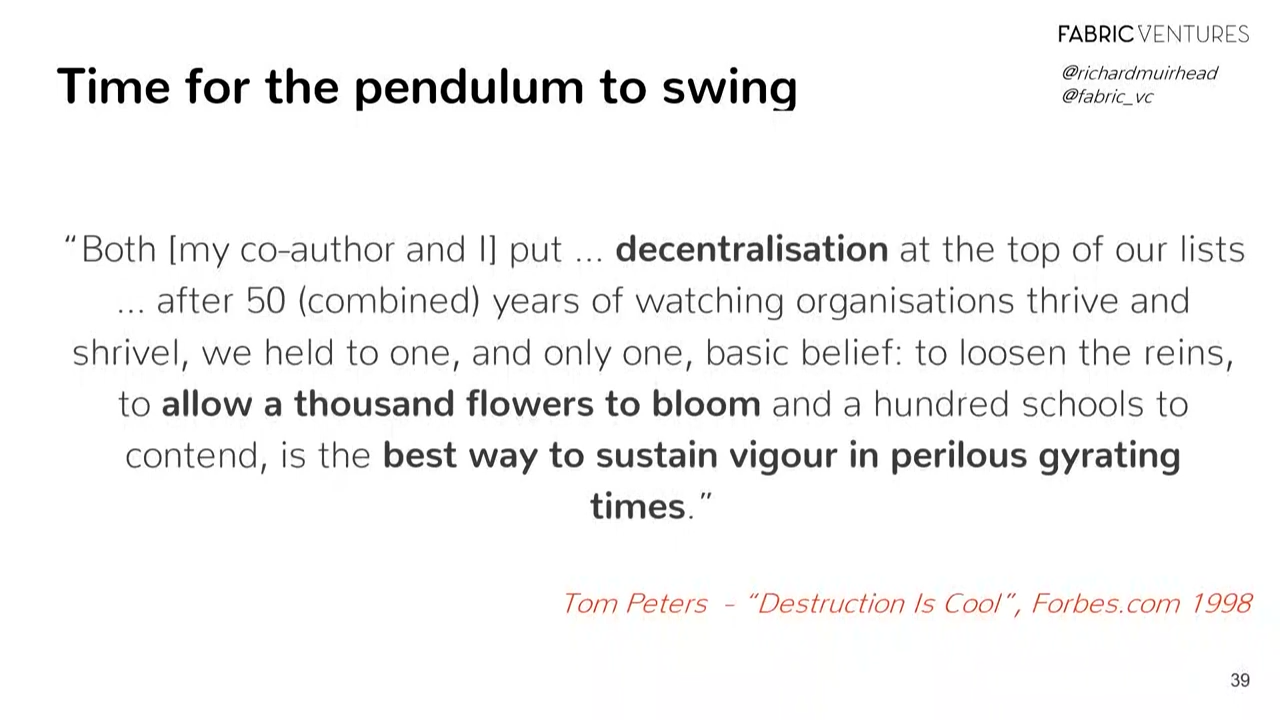 FABRIC VENTURES
@richardmuirhead
@fabric_vc
Time for the pendulum to swing
“Both [my co-author and I] put ... decentralisation at the top of our lists
... after 50 (combined) years of watching organisations thrive and
shrivel, we held to one, and only one, basic belief: to loosen the reins,
to allow a thousand flowers to bloom and a hundred schools to
contend, is the best way to sustain vigour in perilous gyrating
times.”
Tom Peters - “Destruction Is Cool”, Forbes.com 1998
39